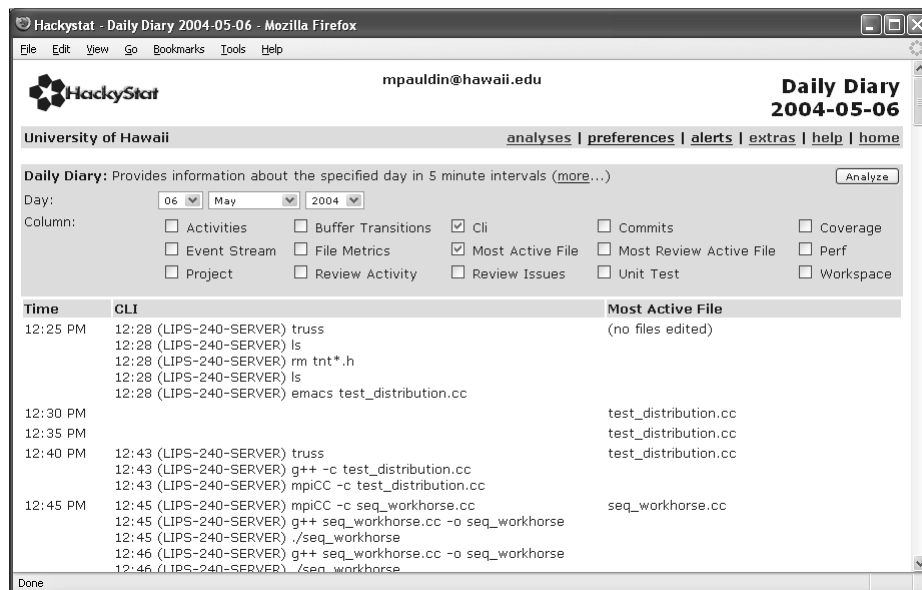 Hackystat - Daily Diary 2004-05-06 - Mozilla Firefox
File Edit View Go Bookmarks Tools Help
HackyStat
mpauldin@hawaii.edu
Daily Diary
2004-05-06
University of Hawaii
analyses | preferences | alerts | extras | help | home
Daily Diary: Provides information about the specified day in 5 minute intervals (more...) Analyze
Day: 06 May 2004
Column: Activities Buffer Transitions Cli Commits Coverage
Event Stream File Metrics Most Active File Most Review Active File Perf
Project Review Activity Review Issues Unit Test Workspace
Time CLI Most Active File
12:25 PM 12:28 (LIPS-240-SERVER) truss (no files edited)
12:28 (LIPS-240-SERVER) ls
12:28 (LIPS-240-SERVER) rm tnt*.h
12:28 (LIPS-240-SERVER) ls
12:28 (LIPS-240-SERVER) emacs test_distribution.cc
12:30 PM test_distribution.cc
12:35 PM test_distribution.cc
12:40 PM 12:43 (LIPS-240-SERVER) truss test_distribution.cc
12:43 (LIPS-240-SERVER) g++ -c test_distribution.cc
12:43 (LIPS-240-SERVER) mpiCC -c test_distribution.cc
12:45 PM 12:45 (LIPS-240-SERVER) mpiCC -c seq_workhorse.cc seq_workhorse.cc
12:45 (LIPS-240-SERVER) g++ seq_workhorse.cc -o seq_workhorse
12:45 (LIPS-240-SERVER) ./seq_workhorse
12:46 (LIPS-240-SERVER) g++ seq_workhorse.cc -o seq_workhorse
12:46 (LIPS-240-SERVER) ./seq_workhorse
Done